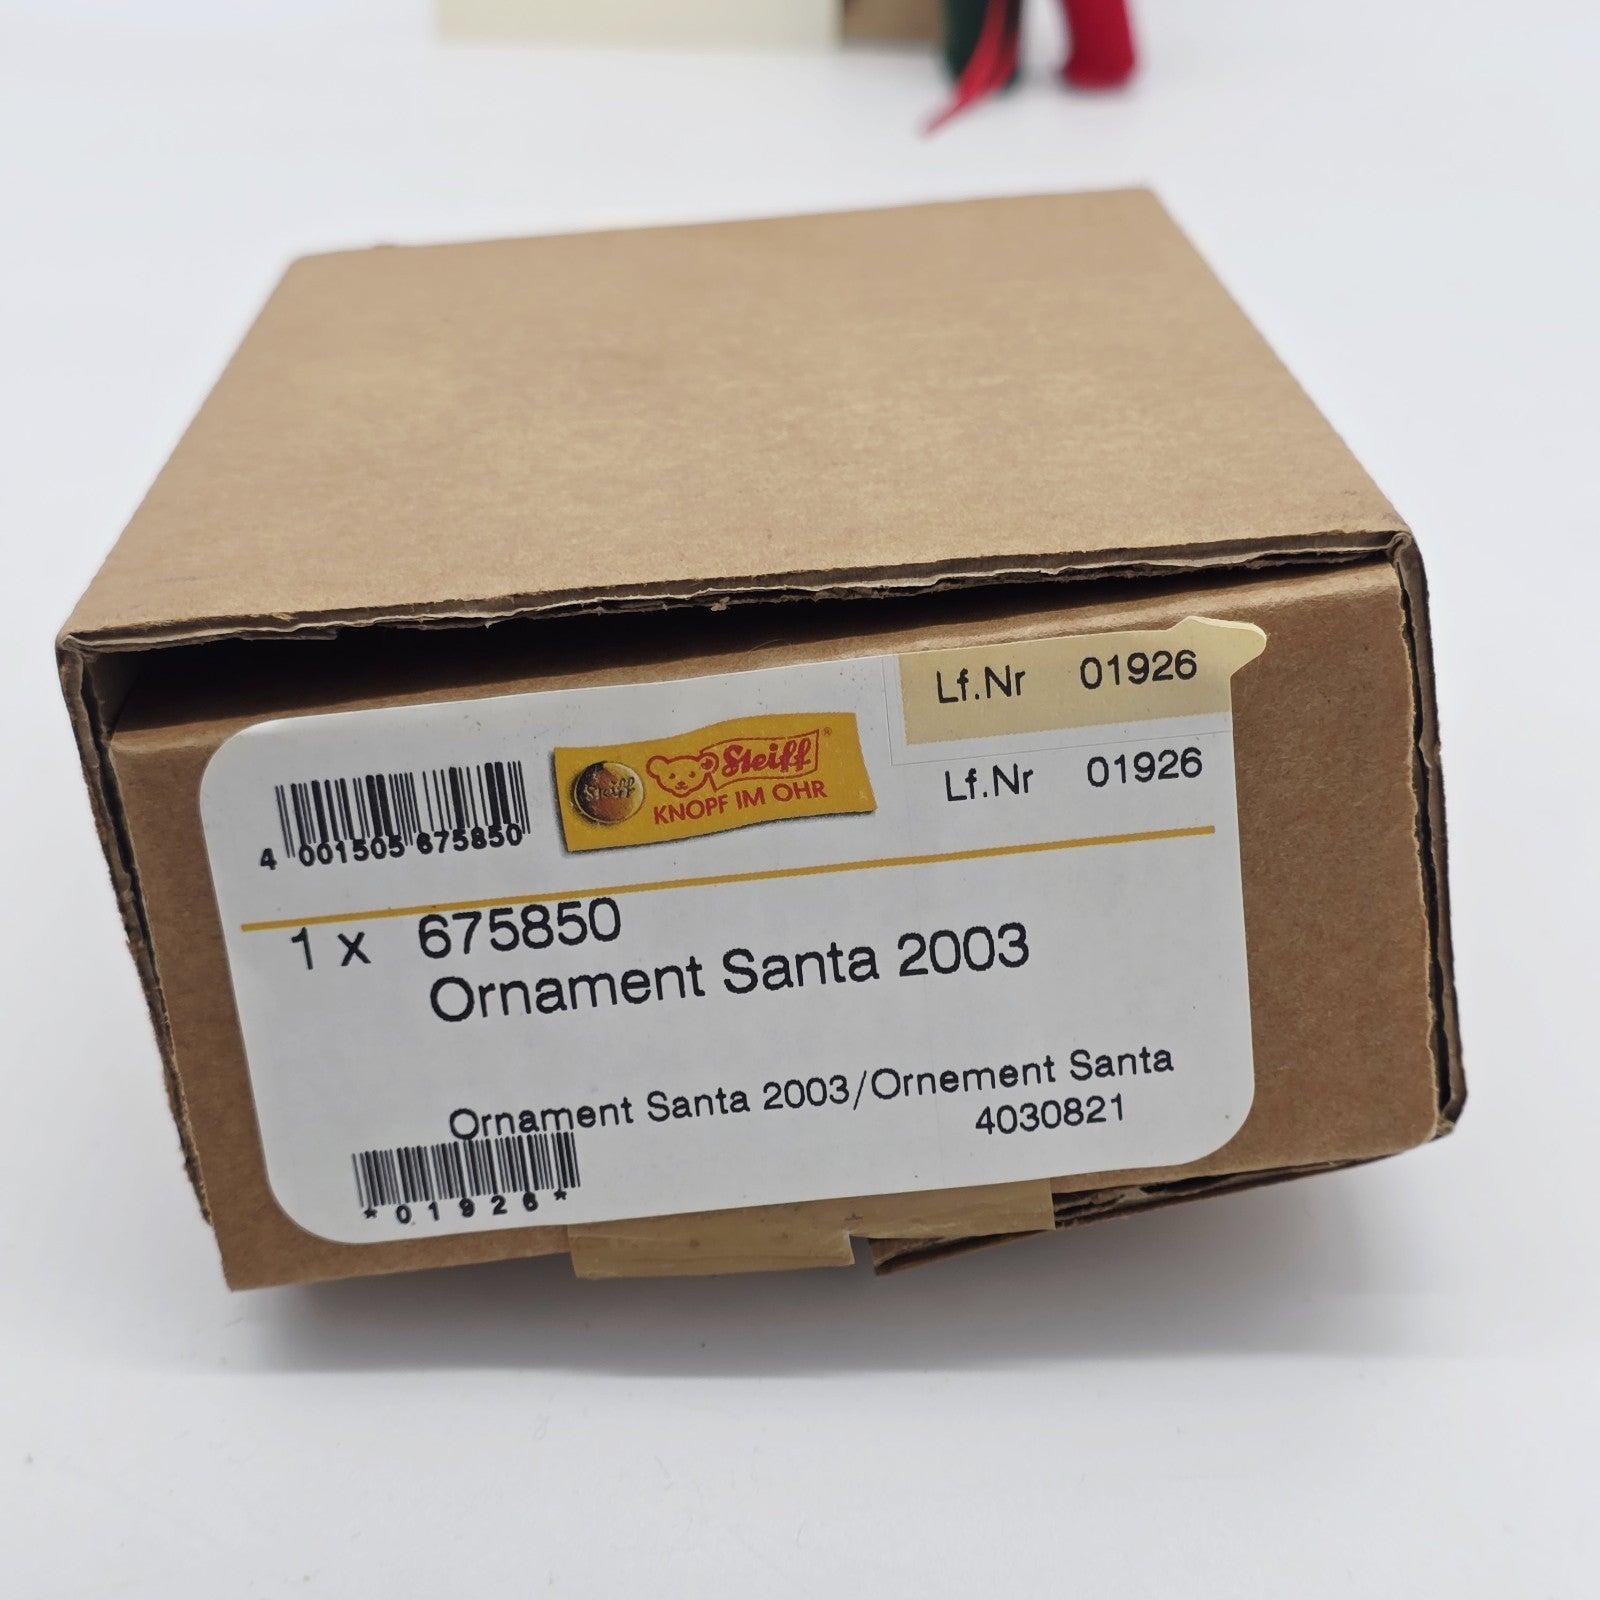 Lf.Nr 01926
Lf.Nr 01926
4 001505 675850
Steiff
Steiff®
KNOPF IM OHR
1 x 675850
Ornament Santa 2003
Ornament Santa 2003/Ornement Santa
4030821
*01926*